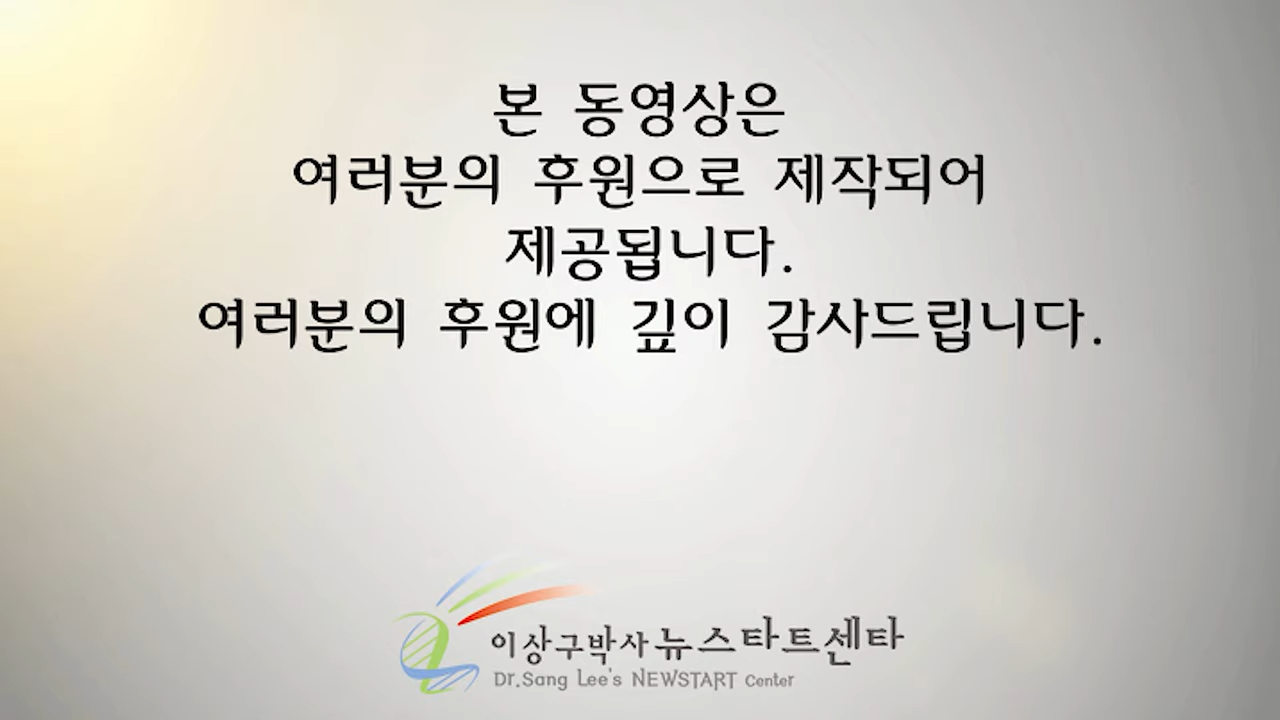 본 동영상은
여러분의 후원으로 제작되어
제공됩니다.
여러분의 후원에 깊이 감사드립니다.
이상구박사 뉴스타트센타
Dr.Sang Lee's NEWSTART Center